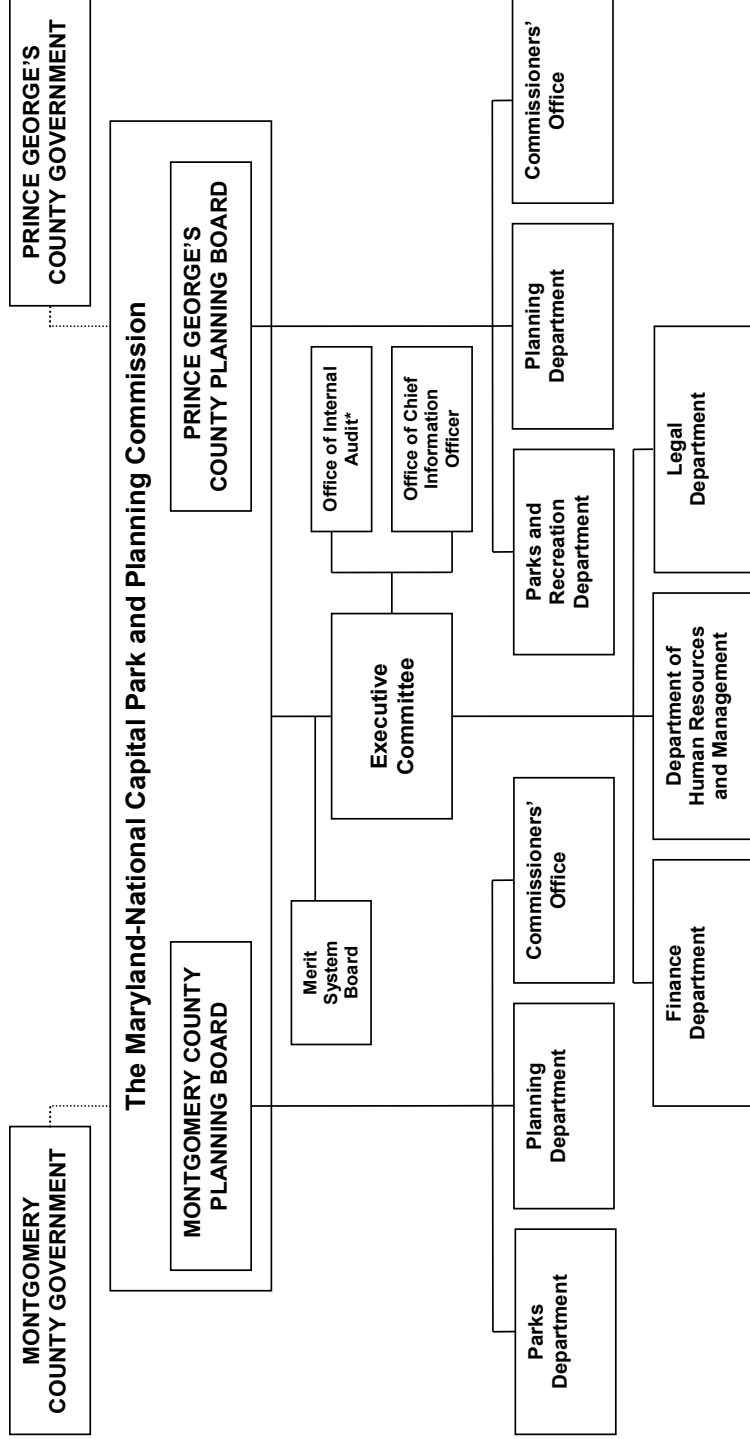 MONTGOMERY
COUNTY GOVERNMENT
PRINCE GEORGE'S
COUNTY GOVERNMENT
The Maryland-National Capital Park and Planning Commission
MONTGOMERY COUNTY
PLANNING BOARD
PRINCE GEORGE'S
COUNTY PLANNING BOARD
Merit
System
Board
Executive
Committee
Office of Internal
Audit*
Office of Chief
Information
Officer
Parks
Department
Planning
Department
Commissioners'
Office
Parks and
Recreation
Department
Planning
Department
Commissioners'
Office
Finance
Department
Department of
Human Resources
and Management
Legal
Department